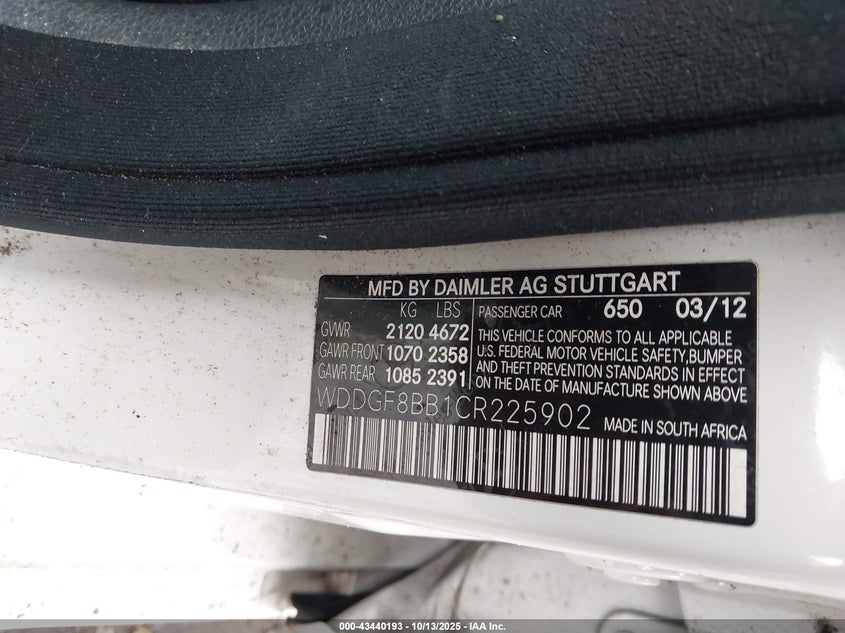 MFD BY DAIMLER AG STUTTGART
KG LBS PASSENGER CAR 650 03/12
GVWR 2120 4672
GAWR FRONT 1070 2358
GAWR REAR 1085 2391
THIS VEHICLE CONFORMS TO ALL APPLICABLE
U.S. FEDERAL MOTOR VEHICLE SAFETY,BUMPER
AND THEFT PREVENTION STANDARDS IN EFFECT
ON THE DATE OF MANUFACTURE SHOWN ABOVE
WDDGF8BB1CR225902 MADE IN SOUTH AFRICA
000-43440193 - 10/13/2025 - IAA Inc.